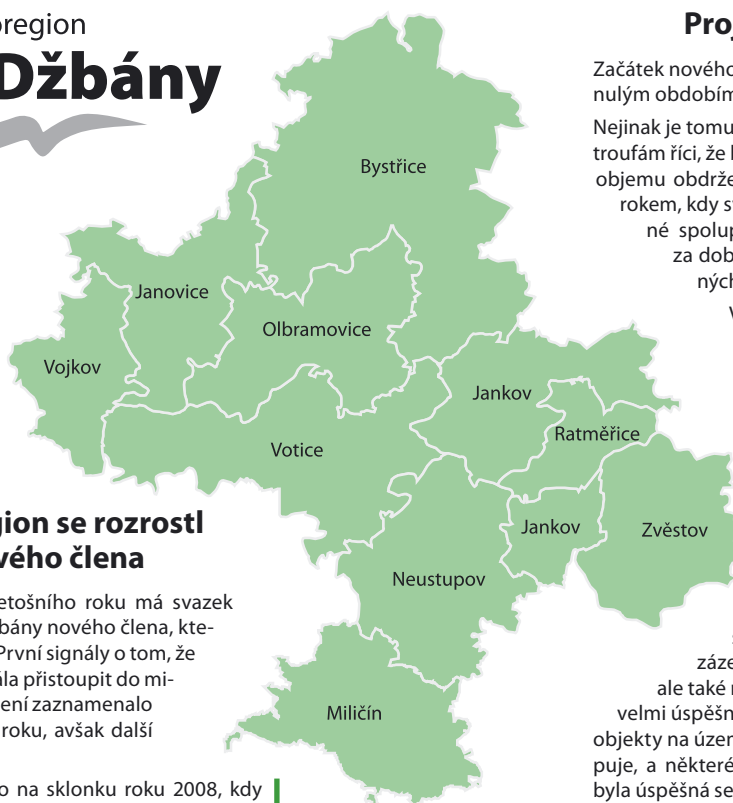 region
Džbány
Bystřice
Janovice
Olbramovice
Vojkov
Jankov
Ratměřice
Votice
Jankov
Zvěstov
Neustupov
Miličín
gion se rozrostl
vého člena
etošního roku má svazek
bány nového člena, kte-
První signály o tom, že
ála přistoupit do mi-
ení zaznamenalo
roku, avšak další
o na sklonku roku 2008, kdy
Proj
Začátek nového
nulým obdobím
Nejinak je tomu
troufám říci, že
objemu obdrže
rokem, kdy
né spolup
za dob
ných
záze
ale také
velmi úspěšn
objekty na územ
puje, a některé
byla úspěšná se